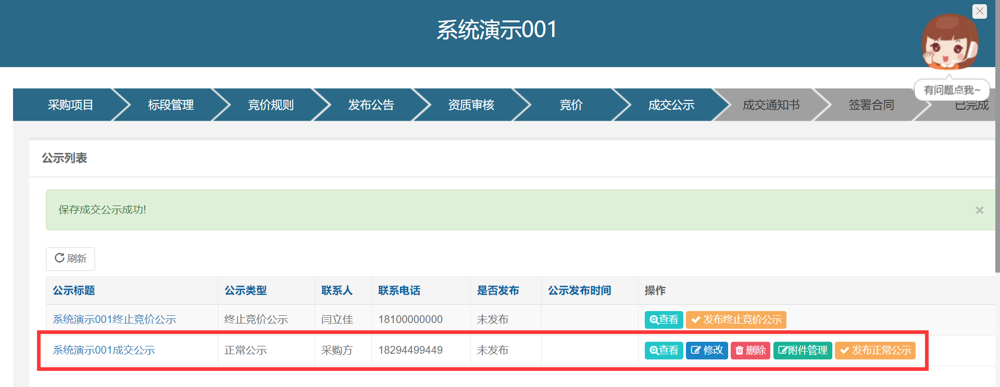 系统演示001
有问题点我~
采购项目 标段管理 竞价规则 发布公告 资质审核 竞价 成交公示 成交通知书 签署合同 已完成
公示列表
保存成交公示成功!
刷新
公示标题 公示类型 联系人 联系电话 是否发布 公示发布时间 操作
系统演示001终止竞价公示 终止竞价公示 闫立佳 18100000000 未发布 查看 发布终止竞价公示
系统演示001成交公示 正常公示 采购方 18294499449 未发布 查看 修改 删除 附件管理 发布正常公示